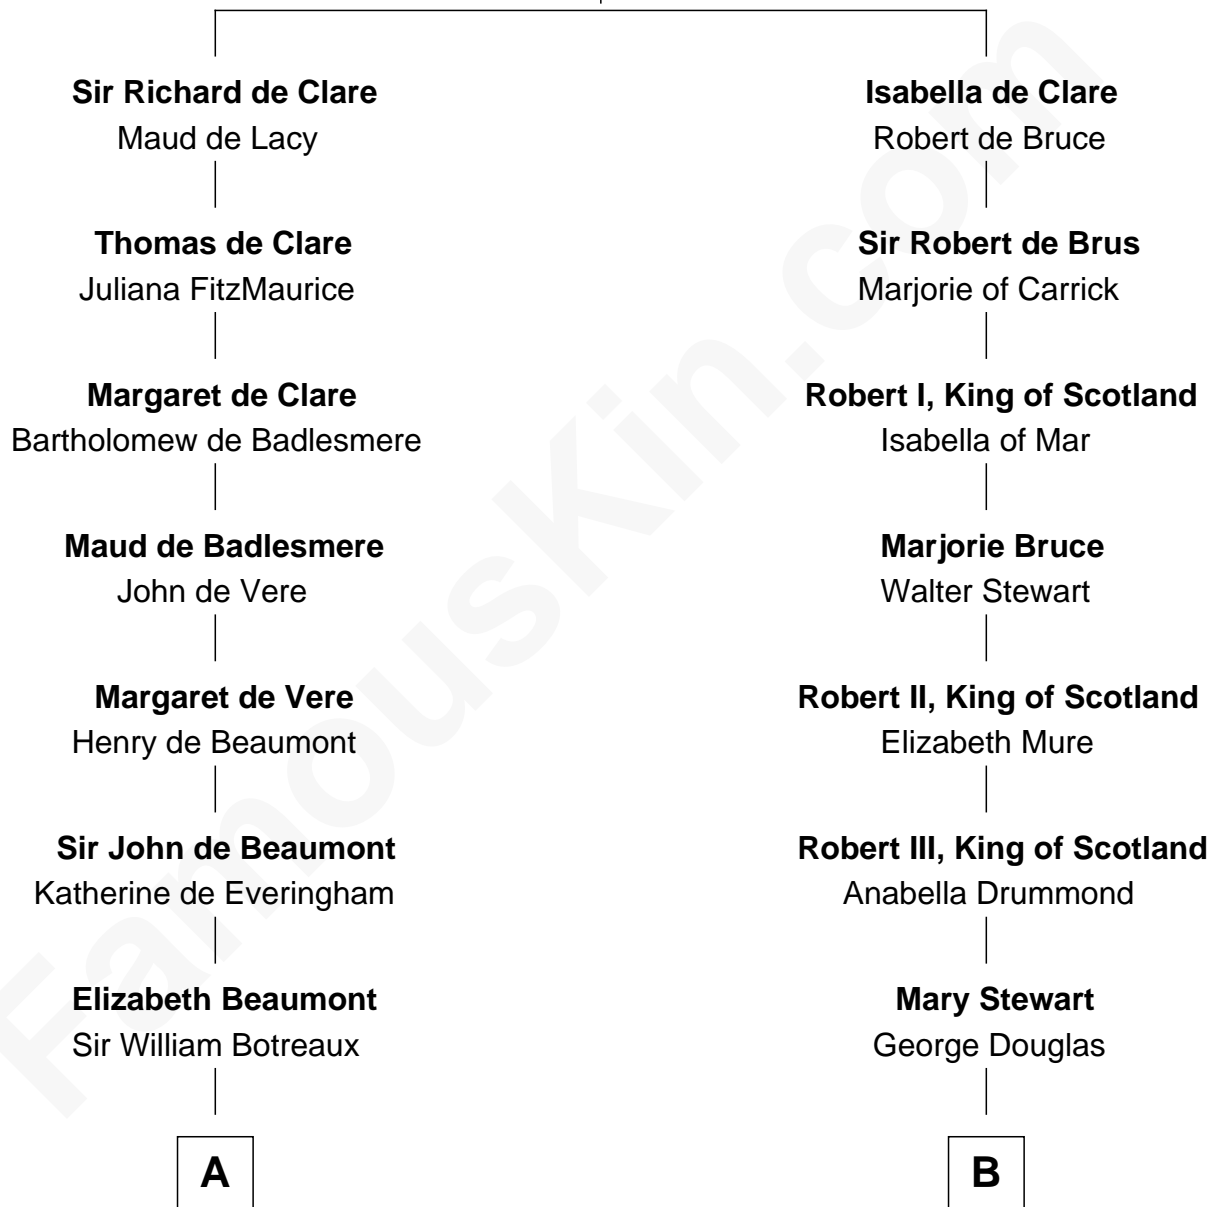 Sir Richard de Clare
Maud de Lacy
Thomas de Clare
Juliana FitzMaurice
Margaret de Clare
Bartholomew de Badlesmere
Maud de Badlesmere
John de Vere
Margaret de Vere
Henry de Beaumont
Sir John de Beaumont
Katherine de Everingham
Elizabeth Beaumont
Sir William Botreaux
A
Isabella de Clare
Robert de Bruce
Sir Robert de Brus
Marjorie of Carrick
Robert I, King of Scotland
Isabella of Mar
Marjorie Bruce
Walter Stewart
Robert II, King of Scotland
Elizabeth Mure
Robert III, King of Scotland
Anabella Drummond
Mary Stewart
George Douglas
B
FamousKin.com